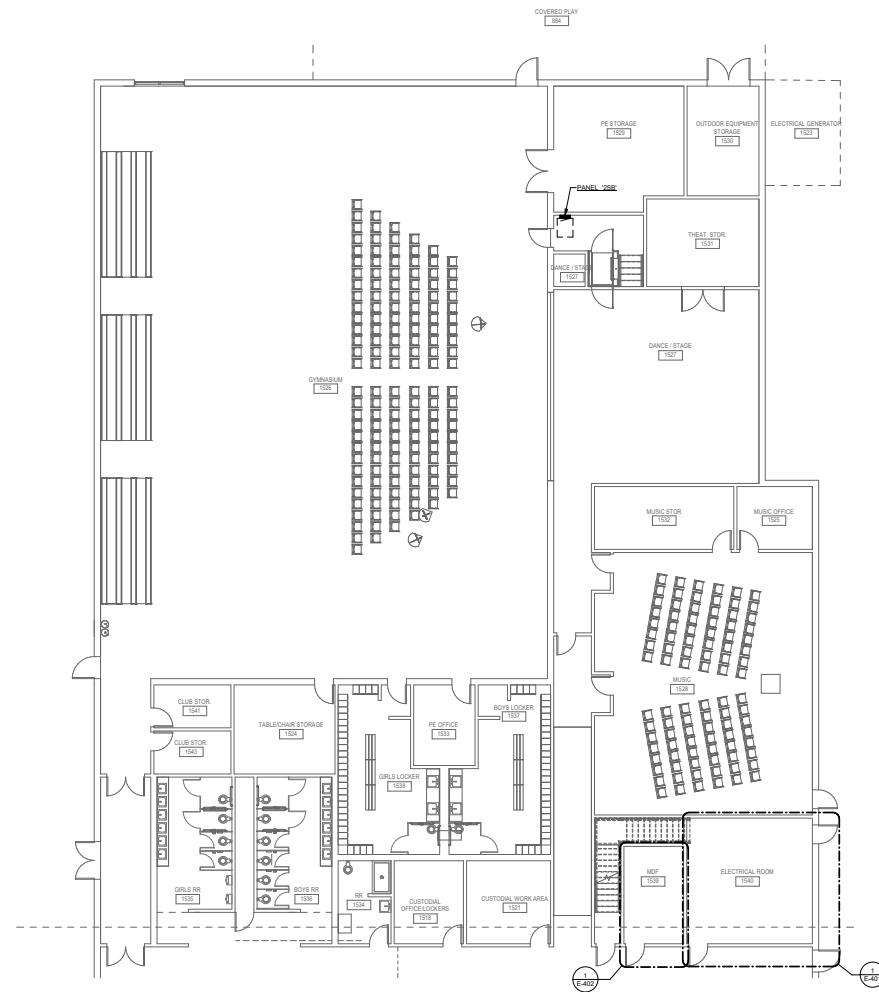 COVERED PLAY
884
PE STORAGE
1529
OUTDOOR EQUIPMENT
STORAGE
1530
ELECTRICAL GENERATOR
1523
PANEL '2SB'
THEAT. STOR.
1531
DANCE / STAGE
1527
DANCE / STAGE
1527
GYMNASIUM
1526
MUSIC STOR
1532
MUSIC OFFICE
1525
MUSIC
1528
CLUB STOR.
1541
CLUB STOR.
1543
TABLE/CHAIR STORAGE
1524
PE OFFICE
1533
BOYS LOCKER
1537
GIRLS LOCKER
1538
GIRLS RR
1535
BOYS RR
1536
RR
1534
CUSTODIAL
OFFICE/LOCKERS
1518
CUSTODIAL WORK AREA
1521
MDF
1539
ELECTRICAL ROOM
1540
1
E-402
1